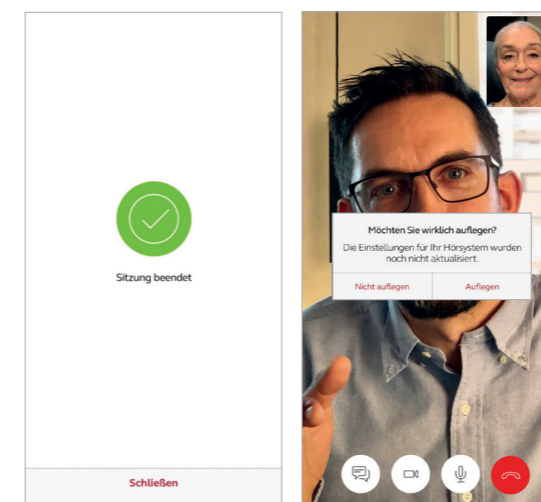 Sitzung beendet
Schließen
Möchten Sie wirklich auflegen?
Die Einstellungen für Ihr Hörsystem wurden
noch nicht aktualisiert.
Nicht auflegen
Auflegen